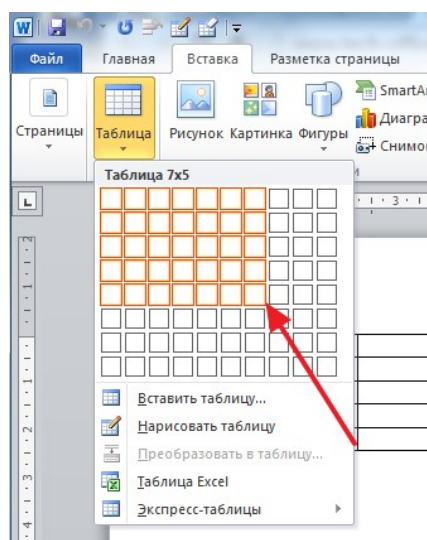 Файл Главная Вставка Разметка страницы
Страницы Таблица Рисунок Картинка Фигуры
SmartA
Диагра
Снимо
Таблица 7x5
Вставить таблицу...
Нарисовать таблицу
Преобразовать в таблицу...
Таблица Excel
Экспресс-таблицы